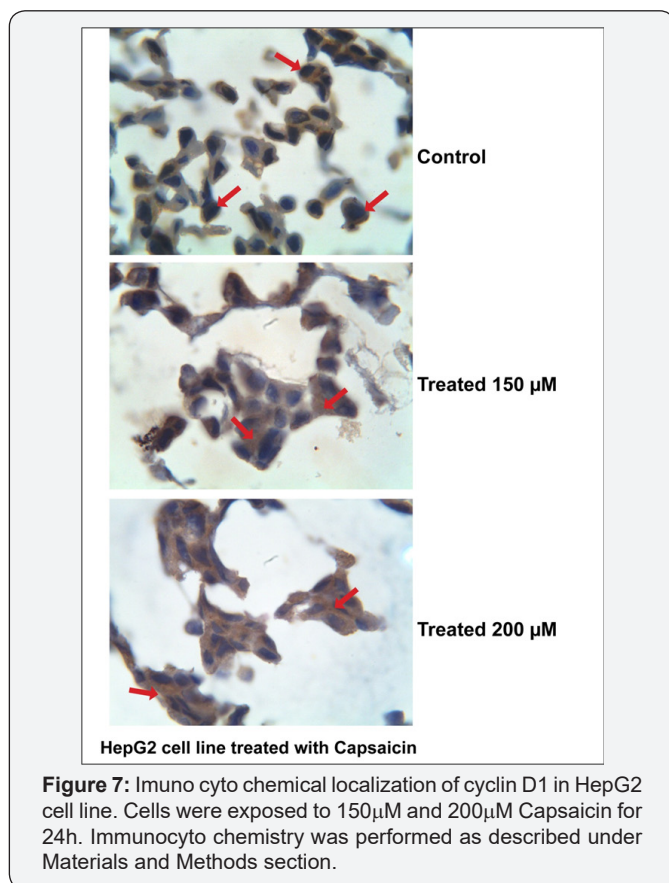 Control
Treated 150 µM
Treated 200 µM
HepG2 cell line treated with Capsaicin
Figure 7: Imuno cyto chemical localization of cyclin D1 in HepG2
cell line. Cells were exposed to 150µM and 200µM Capsaicin for
24h. Immunocyto chemistry was performed as described under
Materials and Methods section.